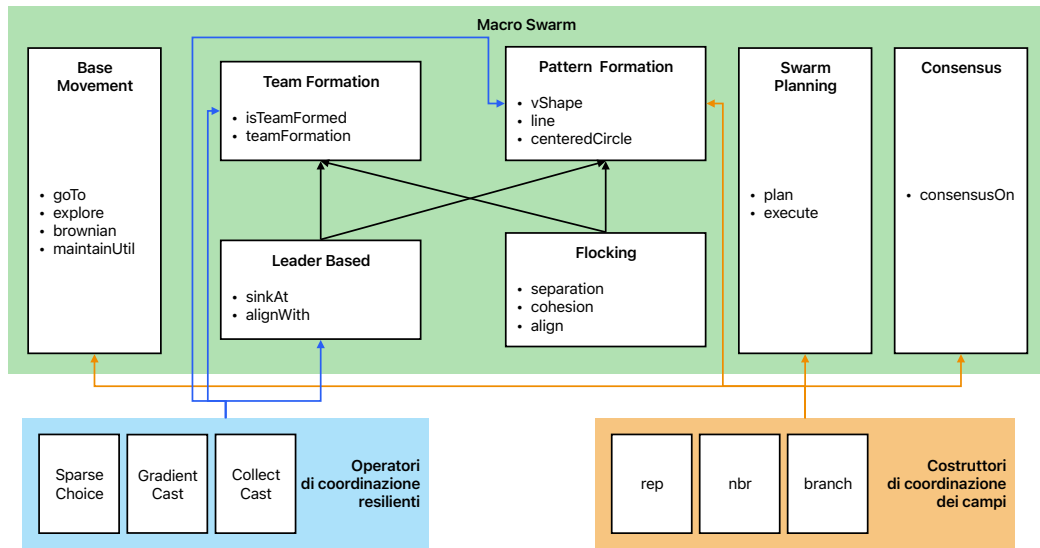 Macro Swarm
Base
Movement
• goTo
• explore
• brownian
• maintainUtil
Team Formation
• isTeamFormed
• teamFormation
Pattern Formation
• vShape
• line
• centeredCircle
Swarm
Planning
• plan
• execute
Consensus
• consensusOn
Leader Based
• sinkAt
• alignWith
Flocking
• separation
• cohesion
• align
Sparse
Choice
Gradient
Cast
Collect
Cast
Operatori
di coordinazione
resilienti
rep
nbr
branch
Costruttori
di coordinazione
dei campi